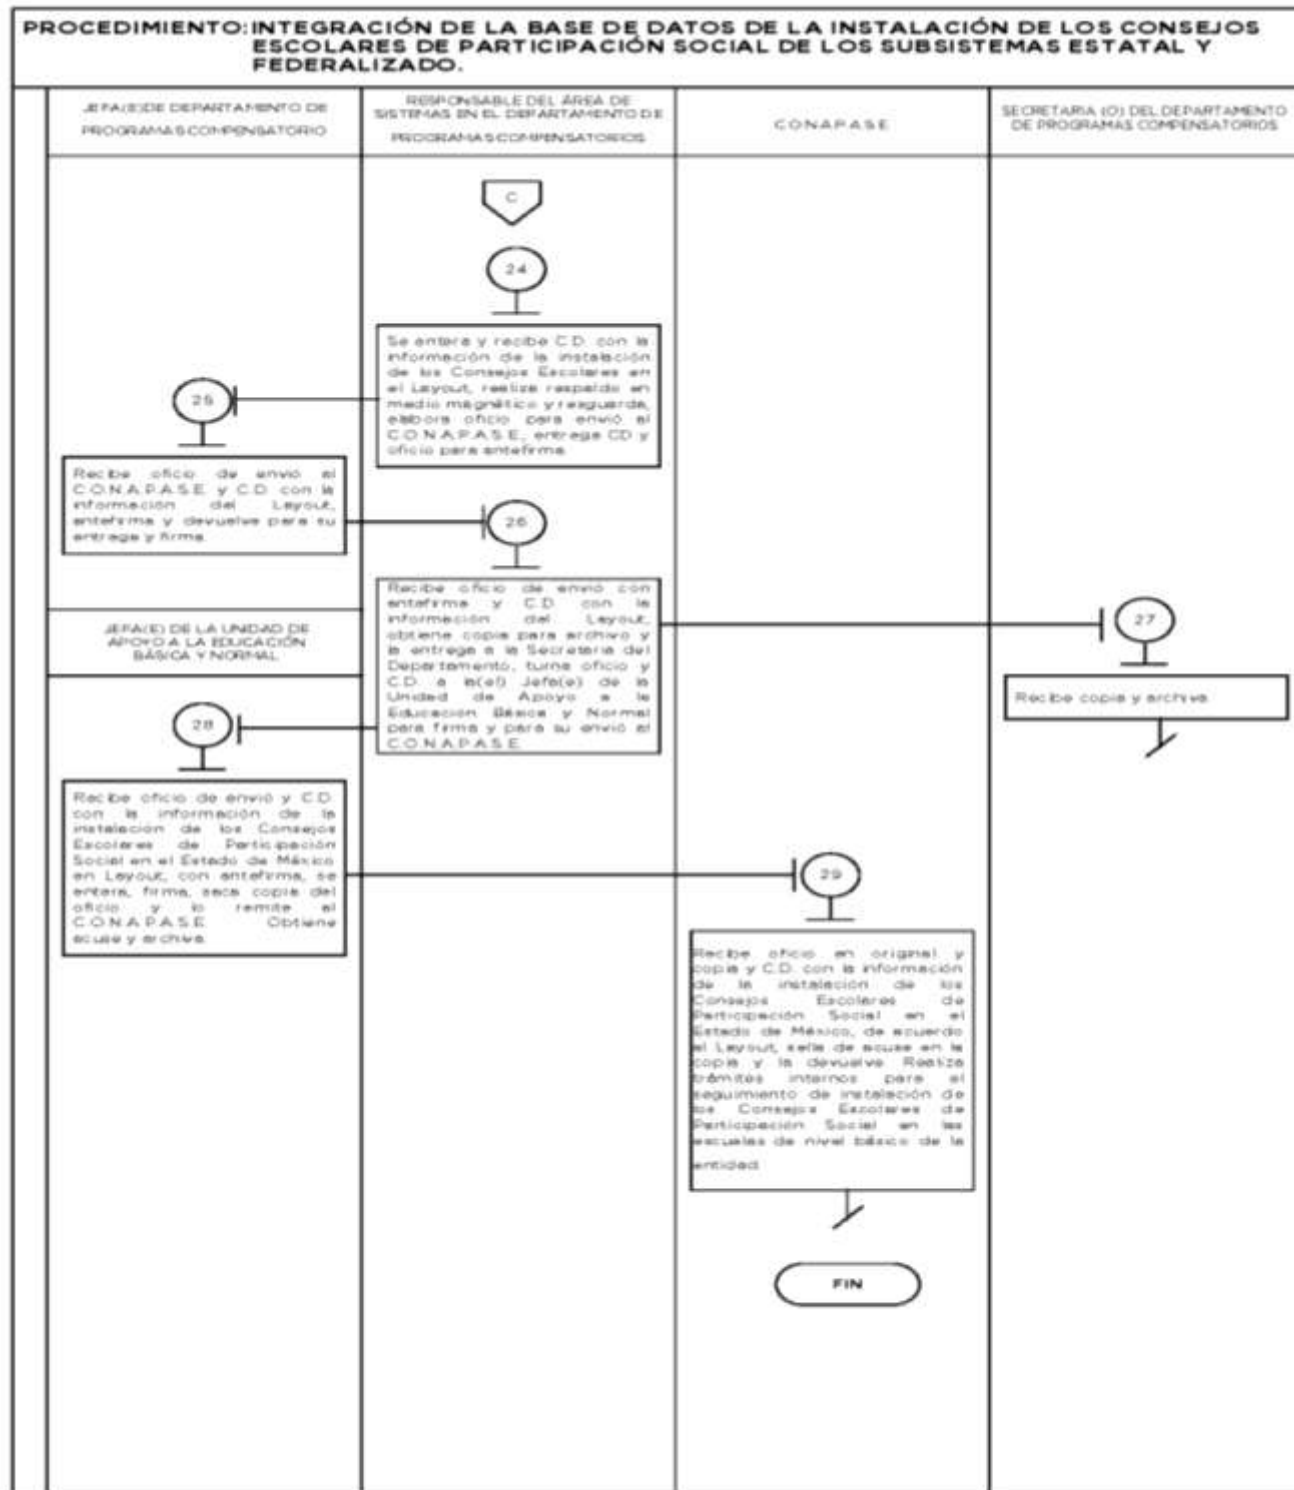 PROCEDIMIENTO: INTEGRACIÓN DE LA BASE DE DATOS DE LA INSTALACIÓN DE LOS CONSEJOS
ESCOLARES DE PARTICIPACIÓN SOCIAL DE LOS SUBSISTEMAS ESTATAL Y
FEDERALIZADO.
JEFA(E)DE DEPARTAMENTO DE
PROGRAMAS COMPENSATORIO
RESPONSABLE DEL ÁREA DE
SISTEMAS EN EL DEPARTAMENTO DE
PROGRAMAS COMPENSATORIOS
CONAPASE
SECRETARIA (O) DEL DEPARTAMENTO
DE PROGRAMAS COMPENSATORIOS
C
24
Se entera y recibe C.D. con la
información de la instalación
de los Consejos Escolares en
el Layout, realiza respaldo en
medio magnético y resguarda,
elabora oficio para envió al
C.O.N.A.P.A.S.E., entrega CD y
oficio para antefirma.
25
Recibe oficio de envió al
C.O.N.A.P.A.S.E. y C.D. con la
información del Layout,
antefirma y devuelve para su
entrega y firma.
26
Recibe oficio de envió con
antefirma y C.D. con la
información del Layout,
obtiene copia para archivo y
la entrega a la Secretaria del
Departamento, turna oficio y
C.D. a la(el) Jefa(e) de la
Unidad de Apoyo a la
Educación Básica y Normal
para firma y para su envió al
C.O.N.A.P.A.S.E.
27
Recibe copia y archiva.
JEFA(E) DE LA UNIDAD DE
APOYO A LA EDUCACIÓN
BÁSICA Y NORMAL
28
Recibe oficio de envió y C.D.
con la información de la
instalación de los Consejos
Escolares de Participación
Social en el Estado de México
en Layout, con antefirma, se
entera, firma, saca copia del
oficio y lo remite al
C.O.N.A.P.A.S.E. Obtiene
acuse y archiva.
29
Recibe oficio en original y
copia y C.D. con la información
de la instalación de los
Consejos Escolares de
Participación Social en el
Estado de México, de acuerdo
al Layout, sella de acuse en la
copia y la devuelve. Realiza
trámites internos para el
seguimiento de instalación de
los Consejos Escolares de
Participación Social en las
escuelas de nivel básico de la
entidad.
FIN